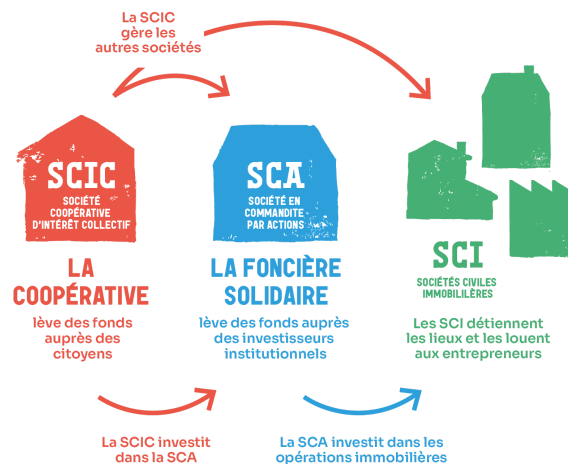 La SCIC
gère les
autres sociétés
SCIC
SOCIÉTÉ
COOPÉRATIVE
D'INTÉRÊT COLLECTIF
SCA
SOCIÉTÉ EN
COMMANDITE
PAR ACTIONS
SCI
SOCIÉTÉS CIVILES
IMMOBILILÈRES
LA
COOPÉRATIVE
lève des fonds
auprès des
citoyens
LA FONCIÈRE
SOLIDAIRE
lève des fonds auprès
des investisseurs
institutionnels
Les SCI détiennent
les lieux et les louent
aux entrepreneurs
La SCIC investit
dans la SCA
La SCA investit dans les
opérations immobilières